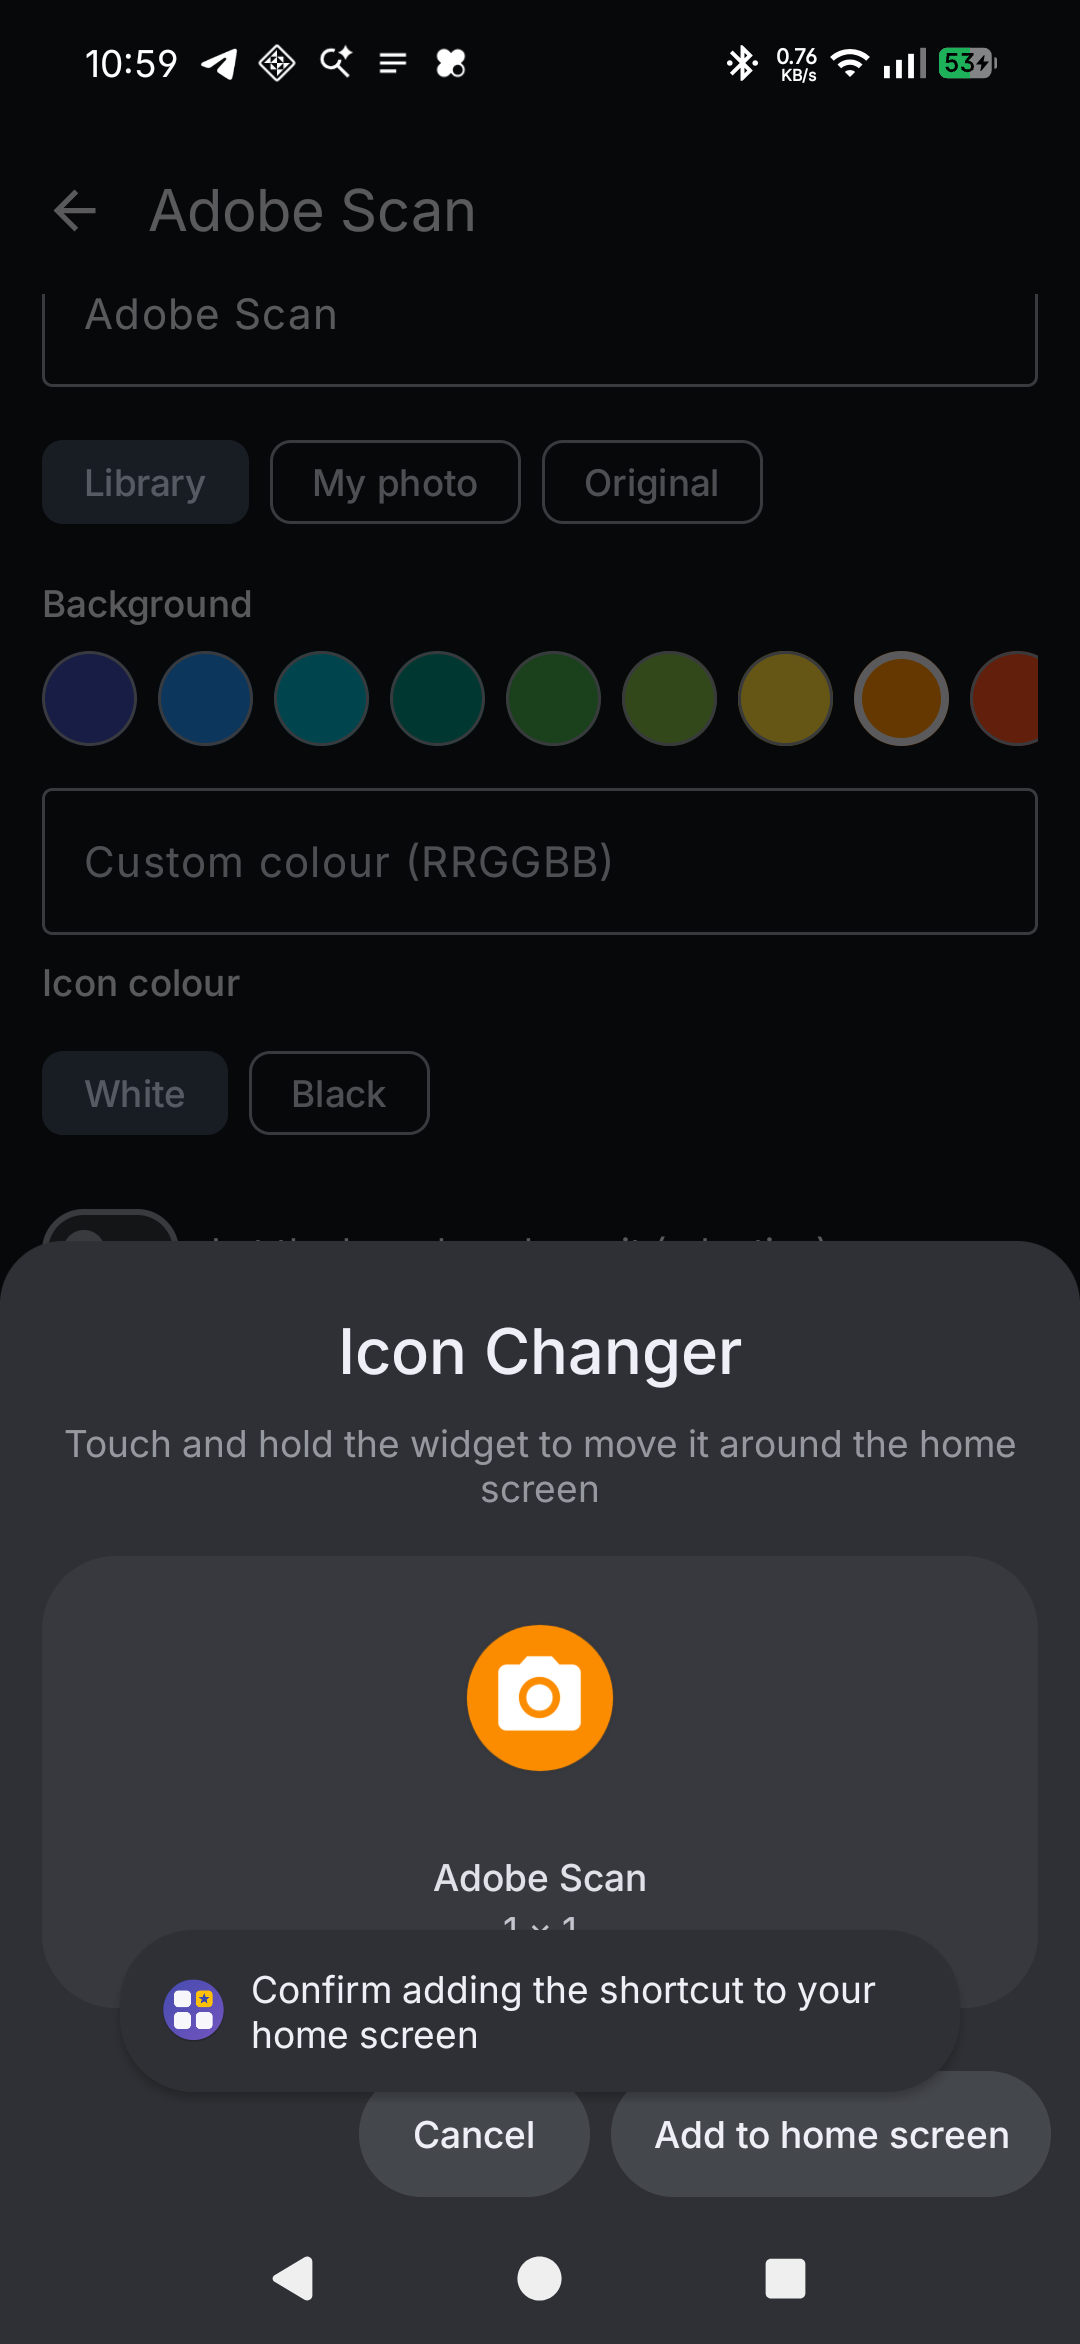 10:59
0.76
KB/s
53
Adobe Scan
Adobe Scan
Library
My photo
Original
Background
Custom colour (RRGGBB)
Icon colour
White
Black
Icon Changer
Touch and hold the widget to move it around the home
screen
Adobe Scan
1 × 1
Confirm adding the shortcut to your
home screen
Cancel
Add to home screen